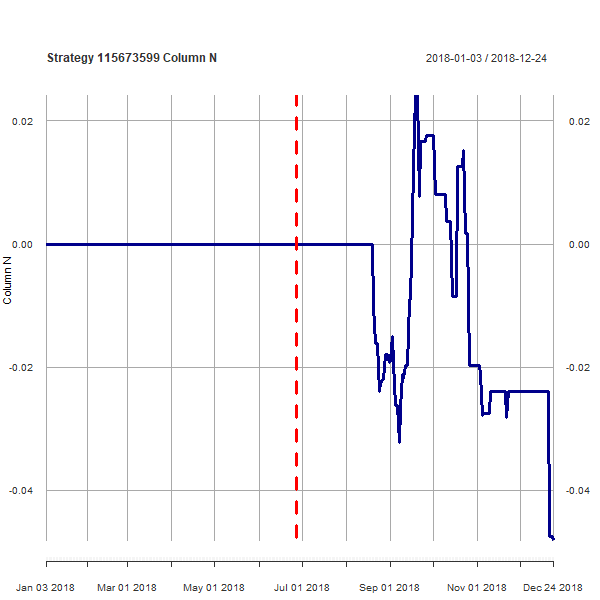 Strategy 115673599 Column N
2018-01-03 / 2018-12-24
0.02
0.02
0.00
0.00
Column N
-0.02
-0.02
-0.04
-0.04
Jan 03 2018
Mar 01 2018
May 01 2018
Jul 01 2018
Sep 01 2018
Nov 01 2018
Dec 24 2018